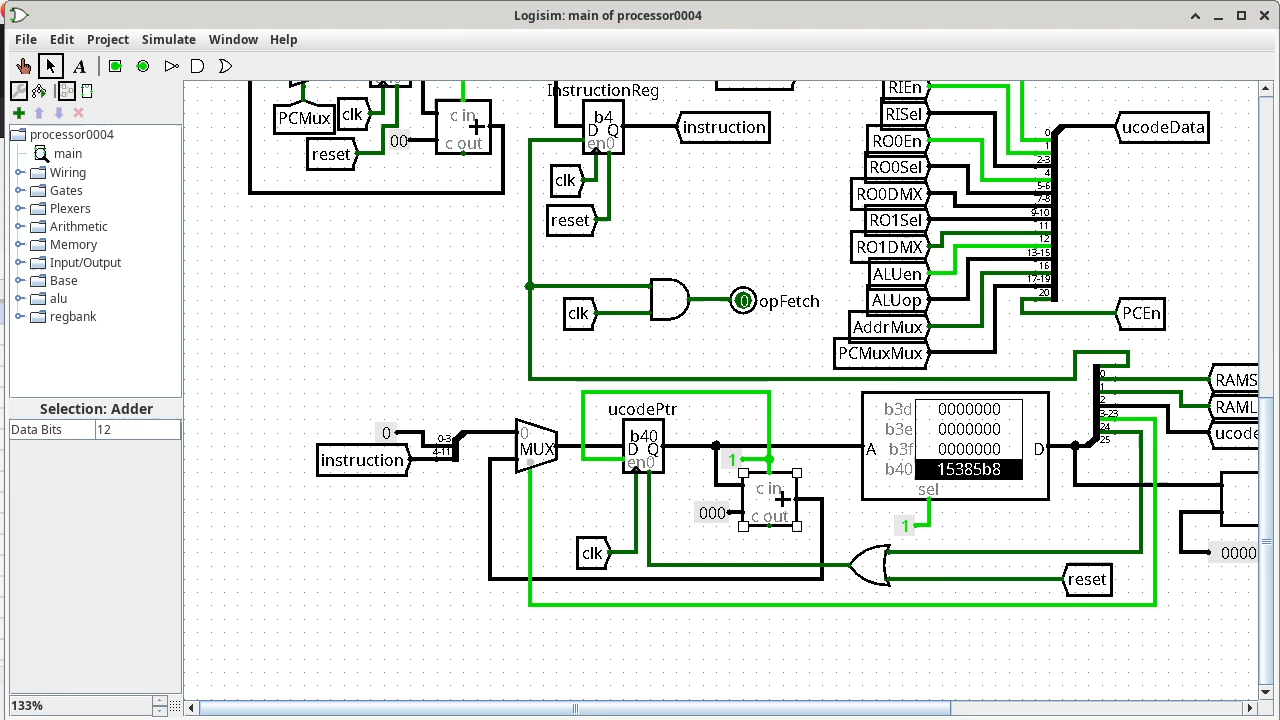 Logisim: main of processor0004
File Edit Project Simulate Window Help
A
processor0004
main
Wiring
Gates
Plexers
Arithmetic
Memory
Input/Output
Base
alu
regbank
Selection: Adder
Data Bits 12
133%
PCMux
clk
reset
00
c in
+
c out
InstructionReg
b4
D Q
en0
instruction
clk
reset
clk
0 opFetch
RIEn
RISel
RO0En
RO0Sel
RO0DMX
RO1Sel
RO1DMX
ALUen
ALUop
AddrMux
PCMuxMux
0
1
2-3
4
5-6
7-8
9-10
11
12
13-15
16
17-19
20
ucodeData
PCEn
0
instruction
0-3
4-11
0
MUX
ucodePtr
b40
D Q
en0
1
c in
+
000
c out
clk
b3d 0000000
b3e 0000000
A b3f 0000000 D
b40 15385b8
sel
1
0
1
2
3-23
24
25
RAMS
RAML
ucode
0000
reset